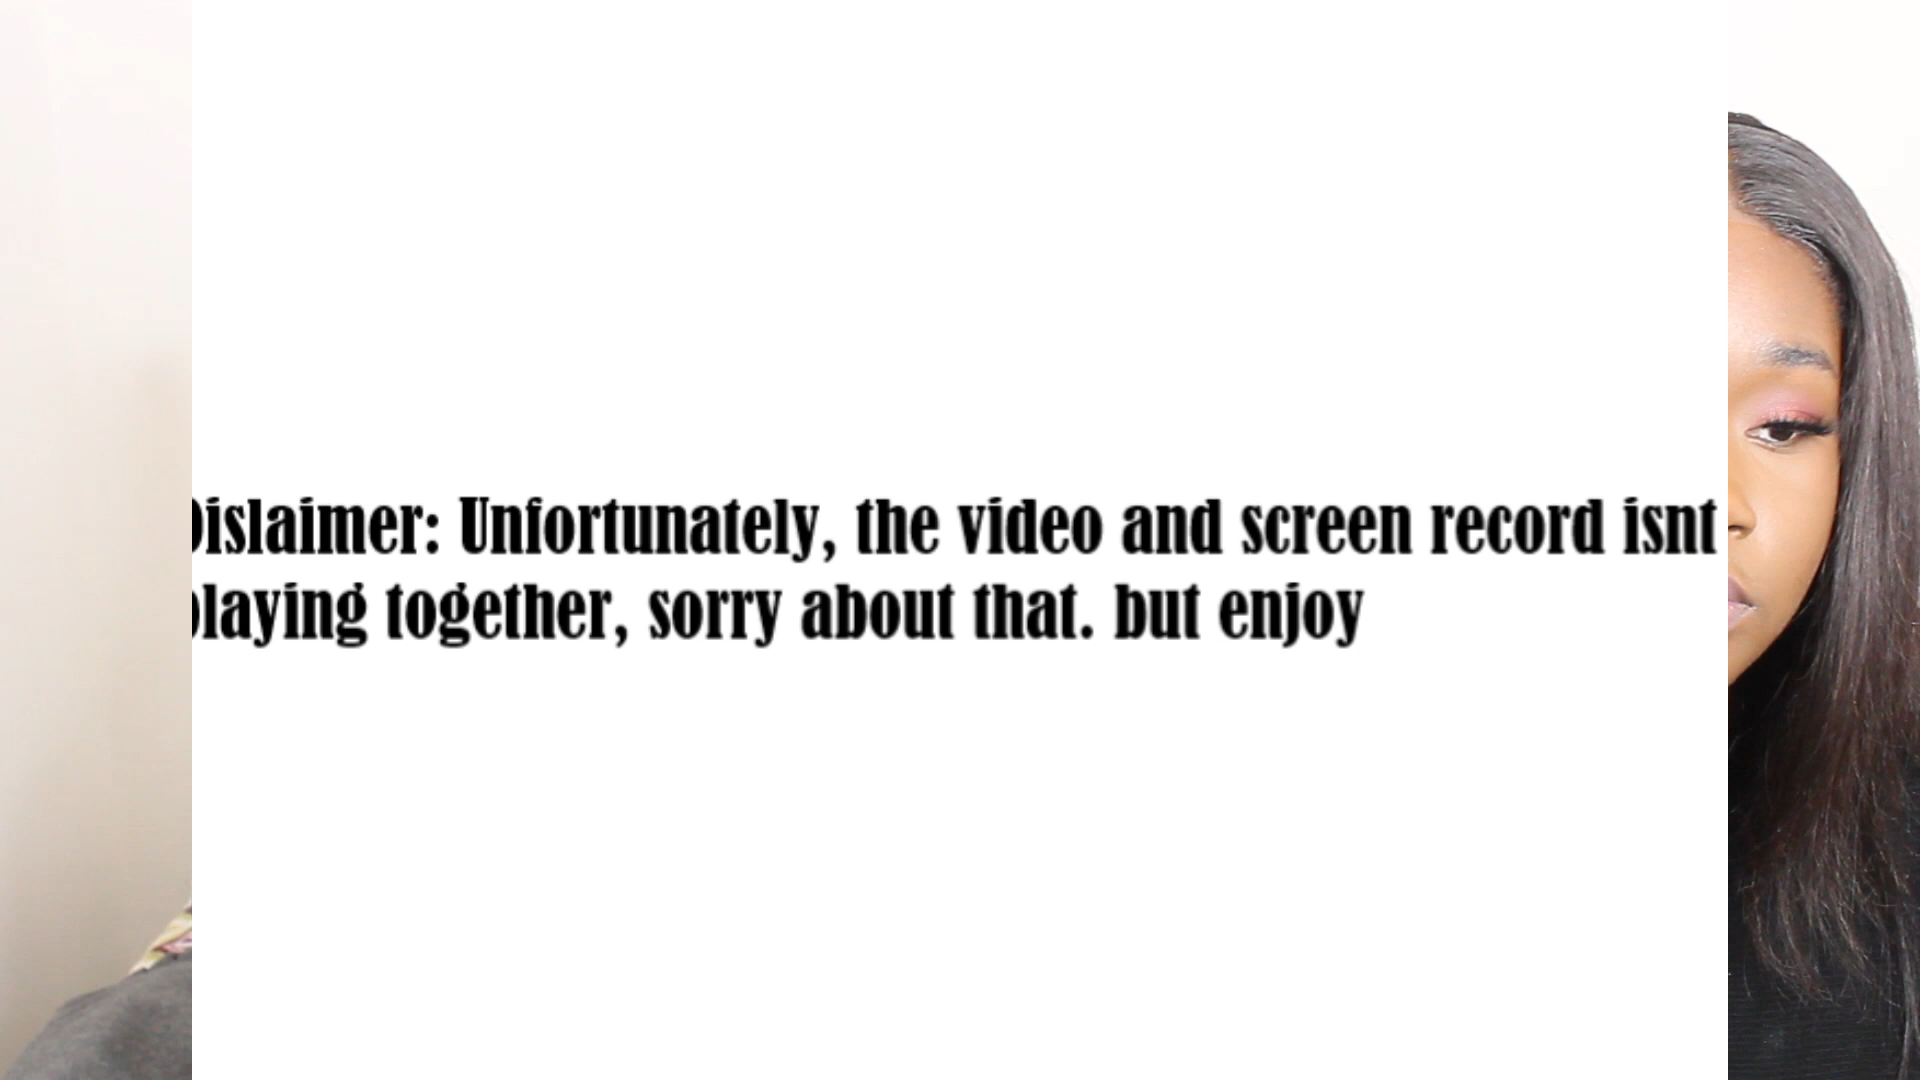 Dislaimer: Unfortunately, the video and screen record isnt
playing together, sorry about that. but enjoy